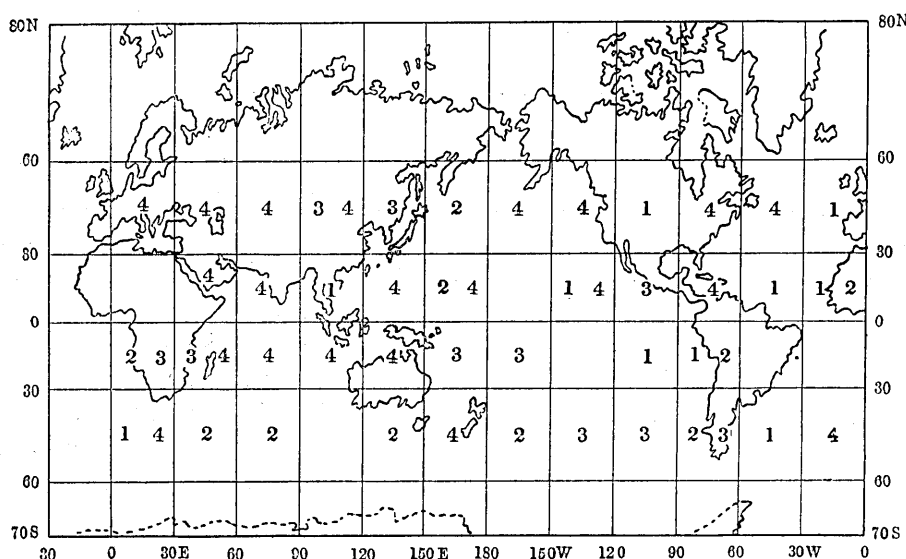 80N 80N
60 60
4 4 4 3 4 3 2 4 4 1 4 4 1
30 30
4 4 1 4 2 4 1 4 3 4 4 1 2
0 0
2 3 3 4 4 4 4 3 3 1 1 2
30 30
1 4 2 2 2 4 2 3 3 2 3 1 4
60 60
70S 70S
30 0 30E 60 90 120 150E 180 150W 120 90 60 30W 0